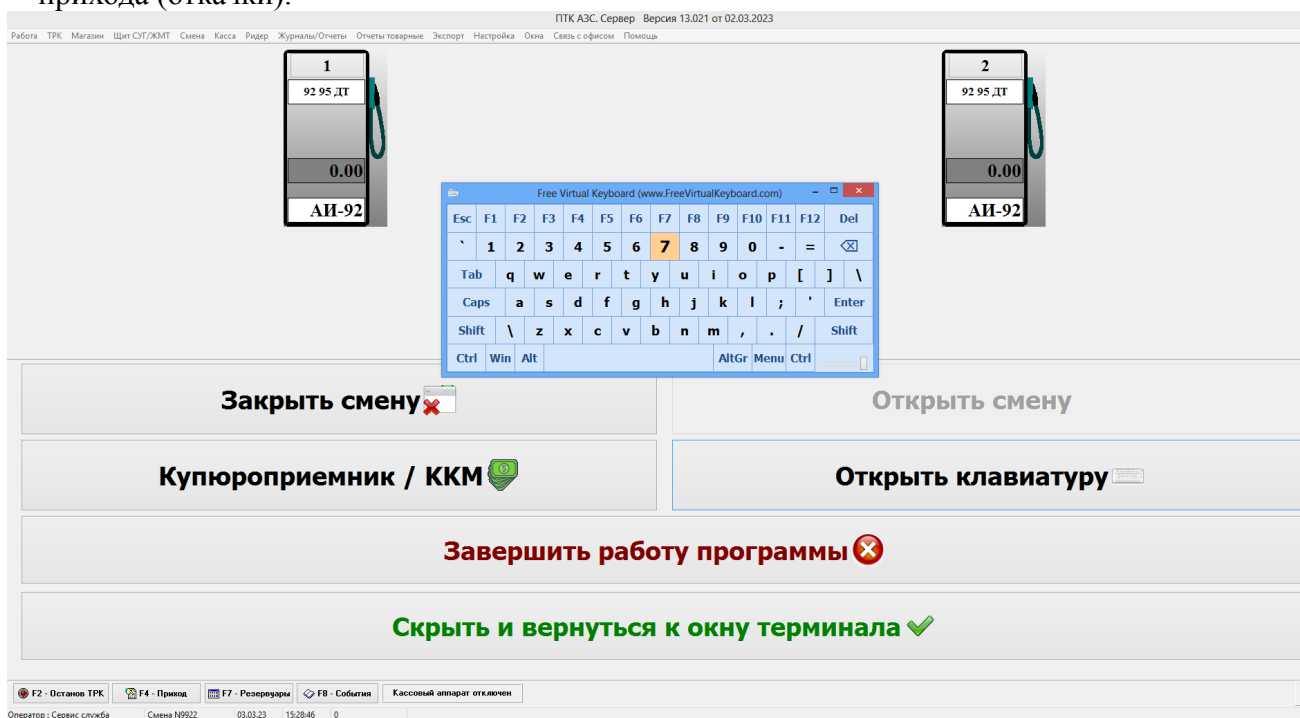 прихода (откачки).
ПТК АЗС. Сервер Версия 13.021 от 02.03.2023
Работа ТРК Магазин Щит СУГ/ЖМТ Смена Касса Ридер Журналы/Отчеты Отчеты товарные Экспорт Настройка Окна Связь с офисом Помощь
1
92 95 ДТ
0.00
АИ-92
2
92 95 ДТ
0.00
АИ-92
Free Virtual Keyboard (www.FreeVirtualKeyboard.com)
Esc F1 F2 F3 F4 F5 F6 F7 F8 F9 F10 F11 F12 Del
` 1 2 3 4 5 6 7 8 9 0 - =
Tab q w e r t y u i o p [ ] \
Caps a s d f g h j k l ; ' Enter
Shift \ z x c v b n m , . / Shift
Ctrl Win Alt AltGr Menu Ctrl
Закрыть смену
Открыть смену
Купюроприемник / ККМ
Открыть клавиатуру
Завершить работу программы
Скрыть и вернуться к окну терминала
F2 - Останов ТРК F4 - Приход F7 - Резервуары F8 - События Кассовый аппарат отключен
Оператор : Сервис служба Смена N9922 03.03.23 15:28:46 0